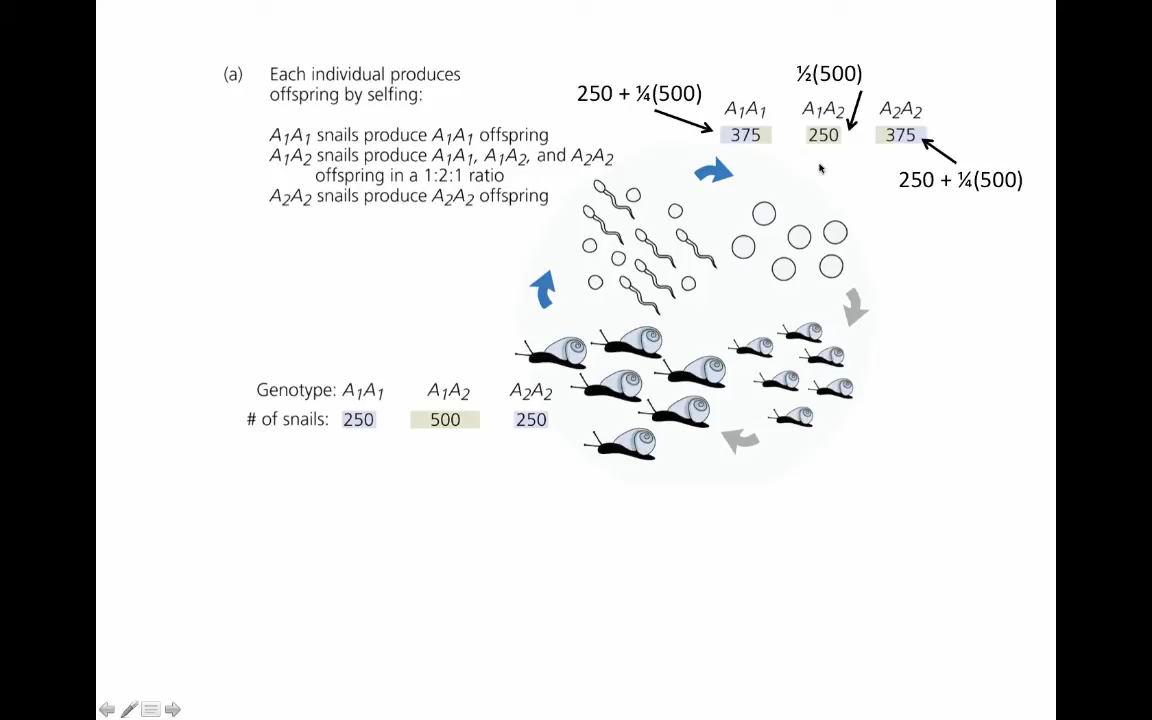 (a) Each individual produces
offspring by selfing:
A₁A₁ snails produce A₁A₁ offspring
A₁A₂ snails produce A₁A₁, A₁A₂, and A₂A₂
offspring in a 1:2:1 ratio
A₂A₂ snails produce A₂A₂ offspring
½(500)
250 + ¼(500)
A₁A₁ A₁A₂ A₂A₂
375 250 375
250 + ¼(500)
Genotype: A₁A₁ A₁A₂ A₂A₂
# of snails: 250 500 250